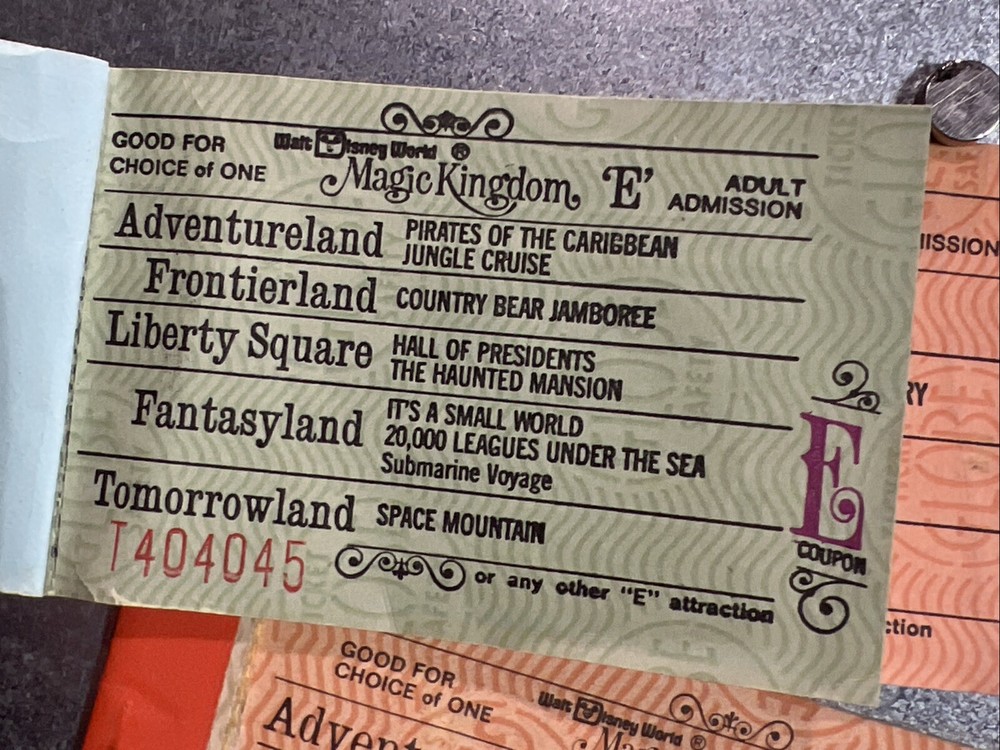 GOOD FOR
CHOICE of ONE
Walt Disney World ®
Magic Kingdom
'E'
ADULT
ADMISSION
Adventureland
PIRATES OF THE CARIBBEAN
JUNGLE CRUISE
Frontierland
COUNTRY BEAR JAMBOREE
Liberty Square
HALL OF PRESIDENTS
THE HAUNTED MANSION
Fantasyland
IT'S A SMALL WORLD
20,000 LEAGUES UNDER THE SEA
Submarine Voyage
Tomorrowland
SPACE MOUNTAIN
T404045
or any other "E" attraction
E
COUPON
ISSION
RY
ction
GOOD FOR
CHOICE of ONE
Walt Disney World ®
Advent